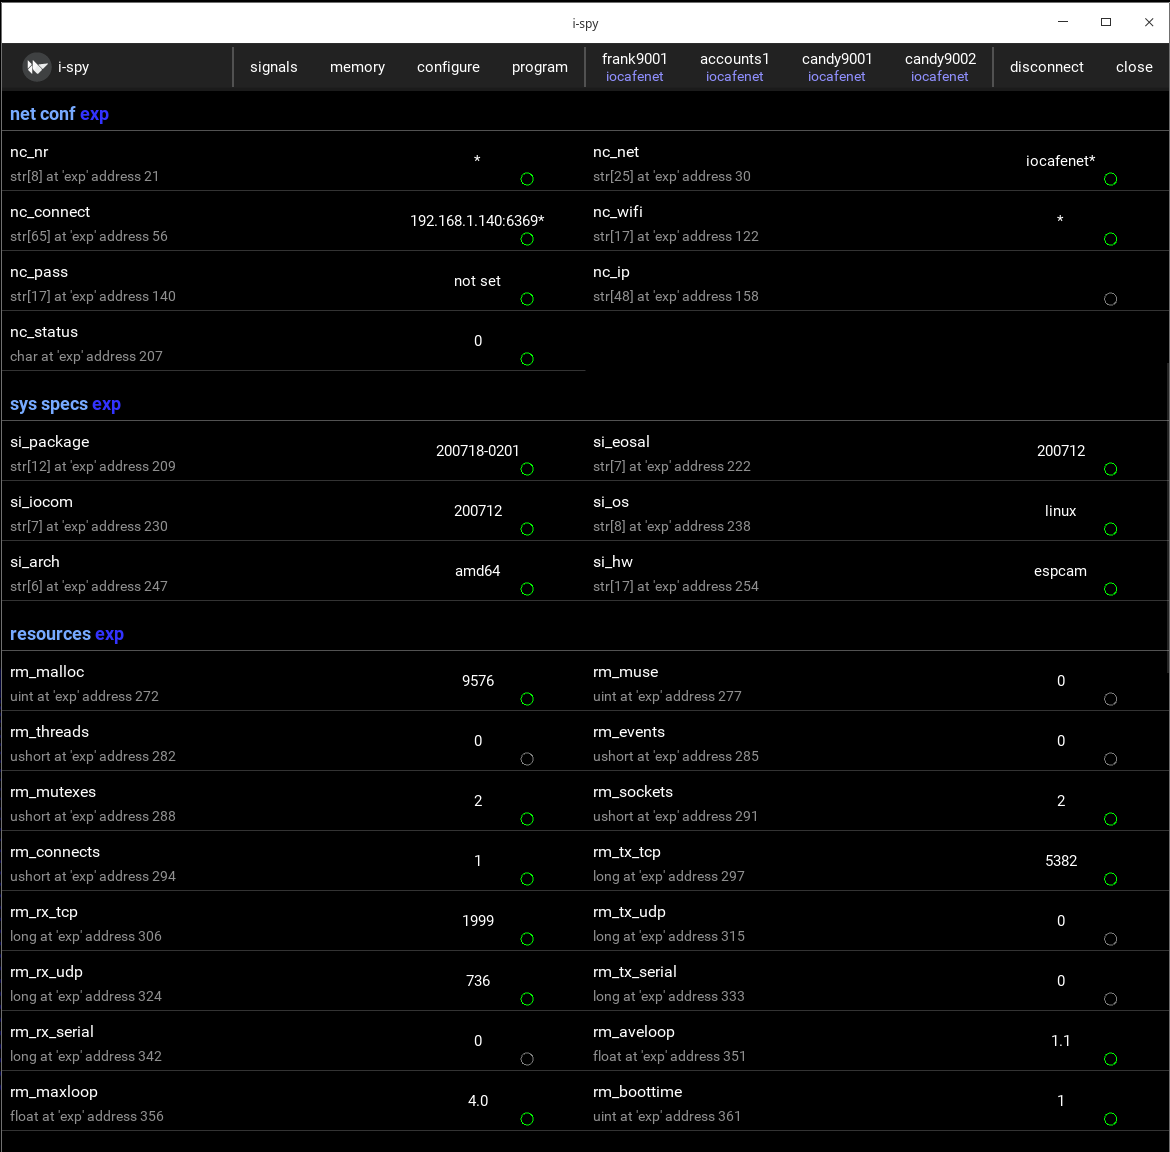 i-spy
i-spy
signals
memory
configure
program
frank9001
iocafenet
accounts1
iocafenet
candy9001
iocafenet
candy9002
iocafenet
disconnect
close
net conf exp
nc_nr
str[8] at 'exp' address 21
*
nc_net
str[25] at 'exp' address 30
iocafenet*
nc_connect
str[65] at 'exp' address 56
192.168.1.140:6369*
nc_wifi
str[17] at 'exp' address 122
*
nc_pass
str[17] at 'exp' address 140
not set
nc_ip
str[48] at 'exp' address 158
nc_status
char at 'exp' address 207
0
sys specs exp
si_package
str[12] at 'exp' address 209
200718-0201
si_eosal
str[7] at 'exp' address 222
200712
si_iocom
str[7] at 'exp' address 230
200712
si_os
str[8] at 'exp' address 238
linux
si_arch
str[6] at 'exp' address 247
amd64
si_hw
str[17] at 'exp' address 254
espcam
resources exp
rm_malloc
uint at 'exp' address 272
9576
rm_muse
uint at 'exp' address 277
0
rm_threads
ushort at 'exp' address 282
0
rm_events
ushort at 'exp' address 285
0
rm_mutexes
ushort at 'exp' address 288
2
rm_sockets
ushort at 'exp' address 291
2
rm_connects
ushort at 'exp' address 294
1
rm_tx_tcp
long at 'exp' address 297
5382
rm_rx_tcp
long at 'exp' address 306
1999
rm_tx_udp
long at 'exp' address 315
0
rm_rx_udp
long at 'exp' address 324
736
rm_tx_serial
long at 'exp' address 333
0
rm_rx_serial
long at 'exp' address 342
0
rm_aveloop
float at 'exp' address 351
1.1
rm_maxloop
float at 'exp' address 356
4.0
rm_boottime
uint at 'exp' address 361
1